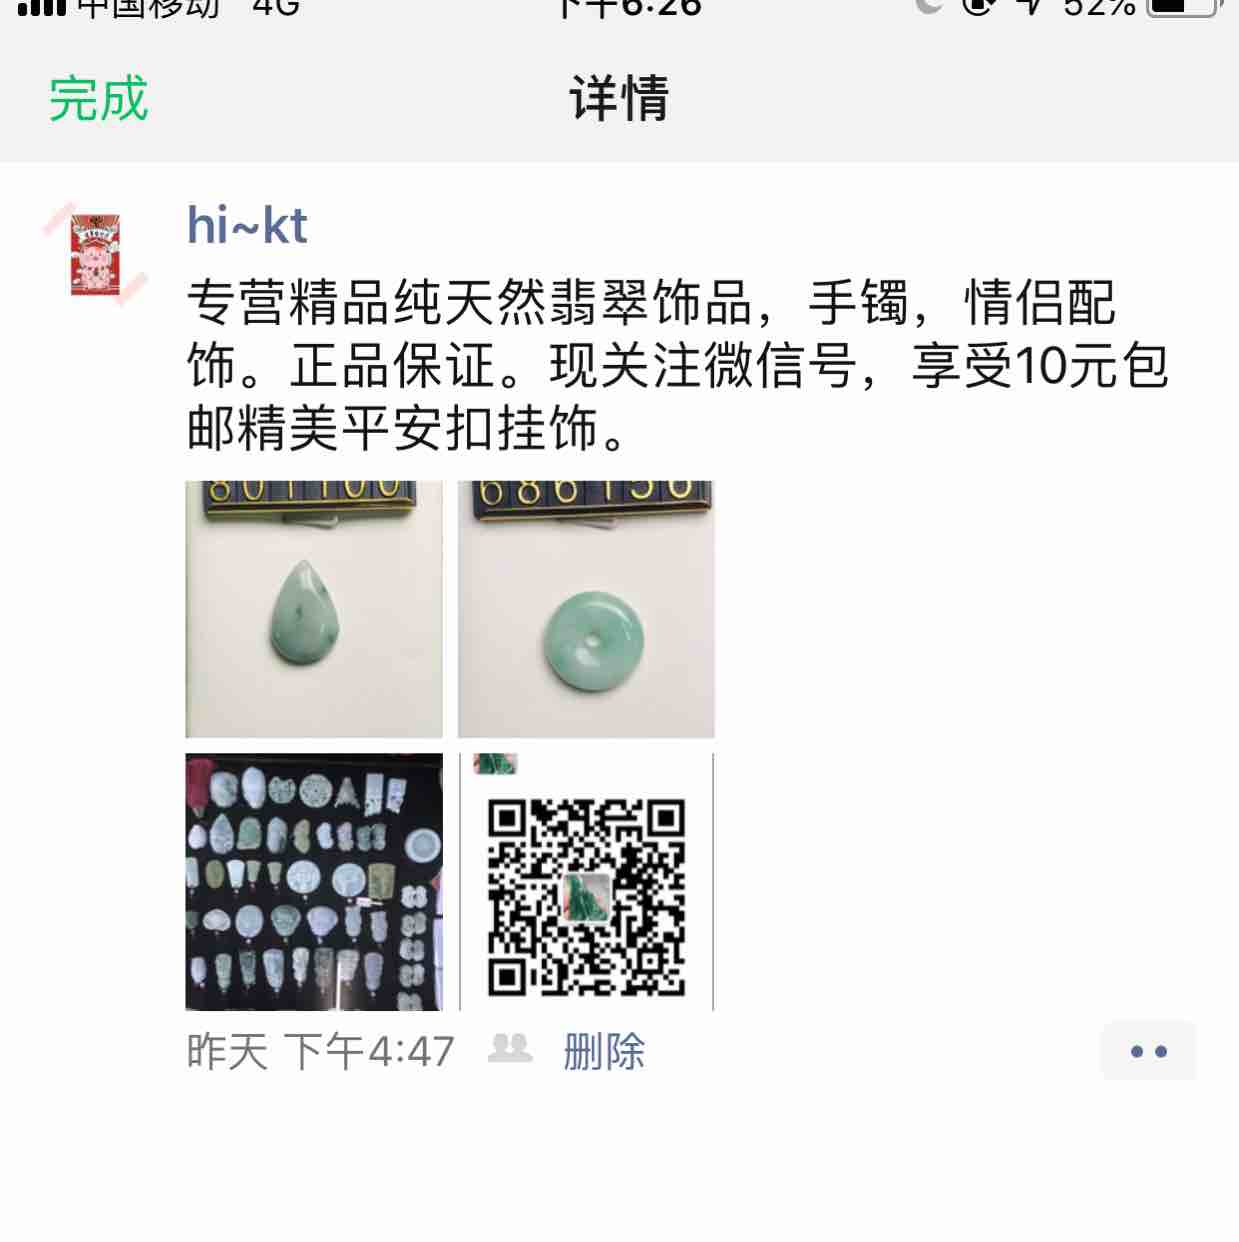 中国移动 4G 下午6:26 52%
完成 详情
hi~kt
专营精品纯天然翡翠饰品，手镯，情侣配
饰。正品保证。现关注微信号，享受10元包
邮精美平安扣挂饰。
801100 686150
昨天 下午4:47 删除